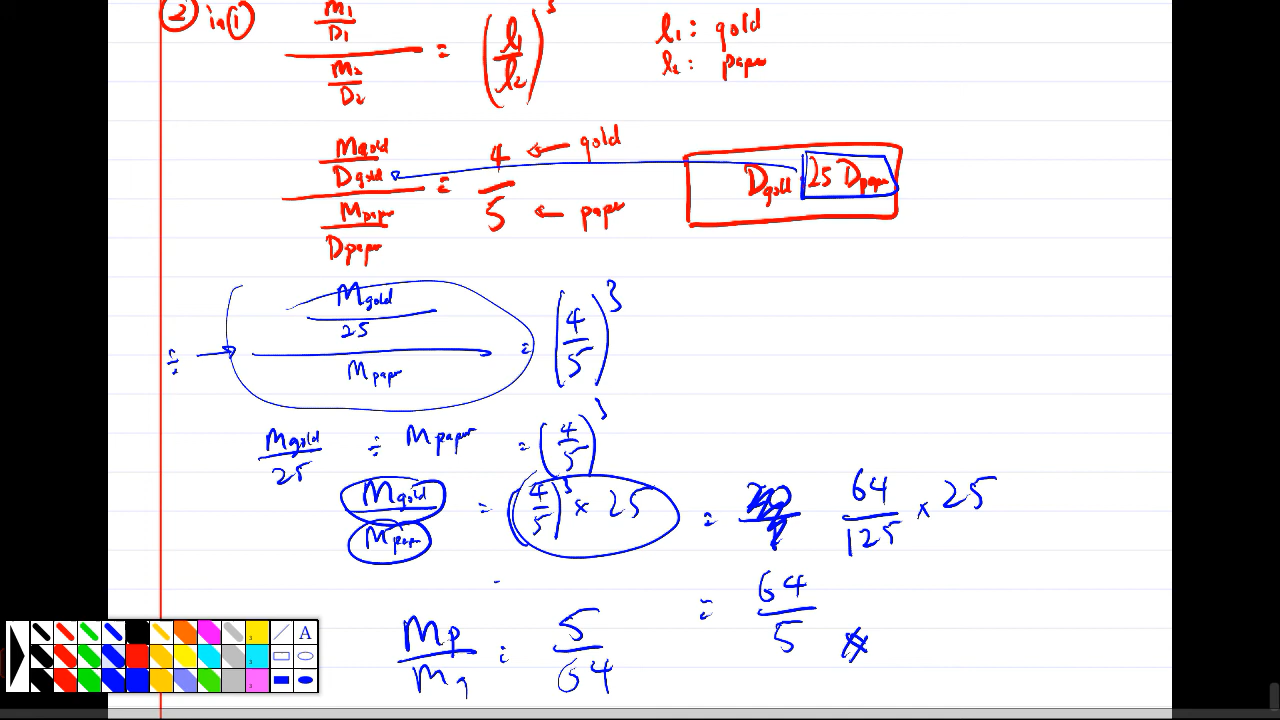 ② in ①
M₁/D₁ / M₂/D₂ = (l₁/l₂)³
l₁: gold
l₂: paper
Mgold/Dgold / Mpaper/Dpaper = 4/5
← gold
← paper
Dgold 25 Dpaper
÷ → Mgold/25 / Mpaper = (4/5)³
Mgold/25 ÷ Mpaper = (4/5)³
Mgold/Mpaper = (4/5)³ × 25 = 64/125 × 25
= 64/5
Mp/Mg = 5/64
A